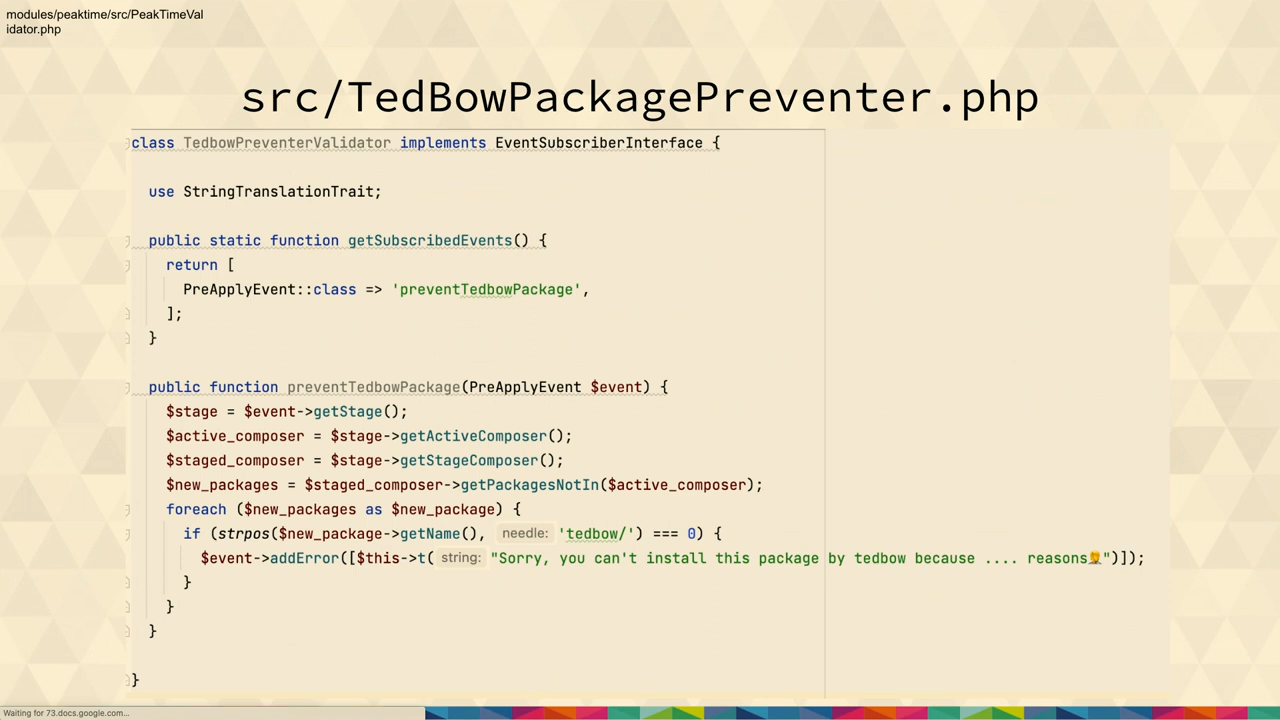 modules/peaktime/src/PeakTimeVal
idator.php
src/TedBowPackagePreventer.php
class TedbowPreventerValidator implements EventSubscriberInterface {
use StringTranslationTrait;
public static function getSubscribedEvents() {
return [
PreApplyEvent::class => 'preventTedbowPackage',
];
}
public function preventTedbowPackage(PreApplyEvent $event) {
$stage = $event->getStage();
$active_composer = $stage->getActiveComposer();
$staged_composer = $stage->getStageComposer();
$new_packages = $staged_composer->getPackagesNotIn($active_composer);
foreach ($new_packages as $new_package) {
if (strpos($new_package->getName(), needle: 'tedbow/') === 0) {
$event->addError([$this->t( string: "Sorry, you can't install this package by tedbow because .... reasons🤷")]);
}
}
}
}
Waiting for 73.docs.google.com...